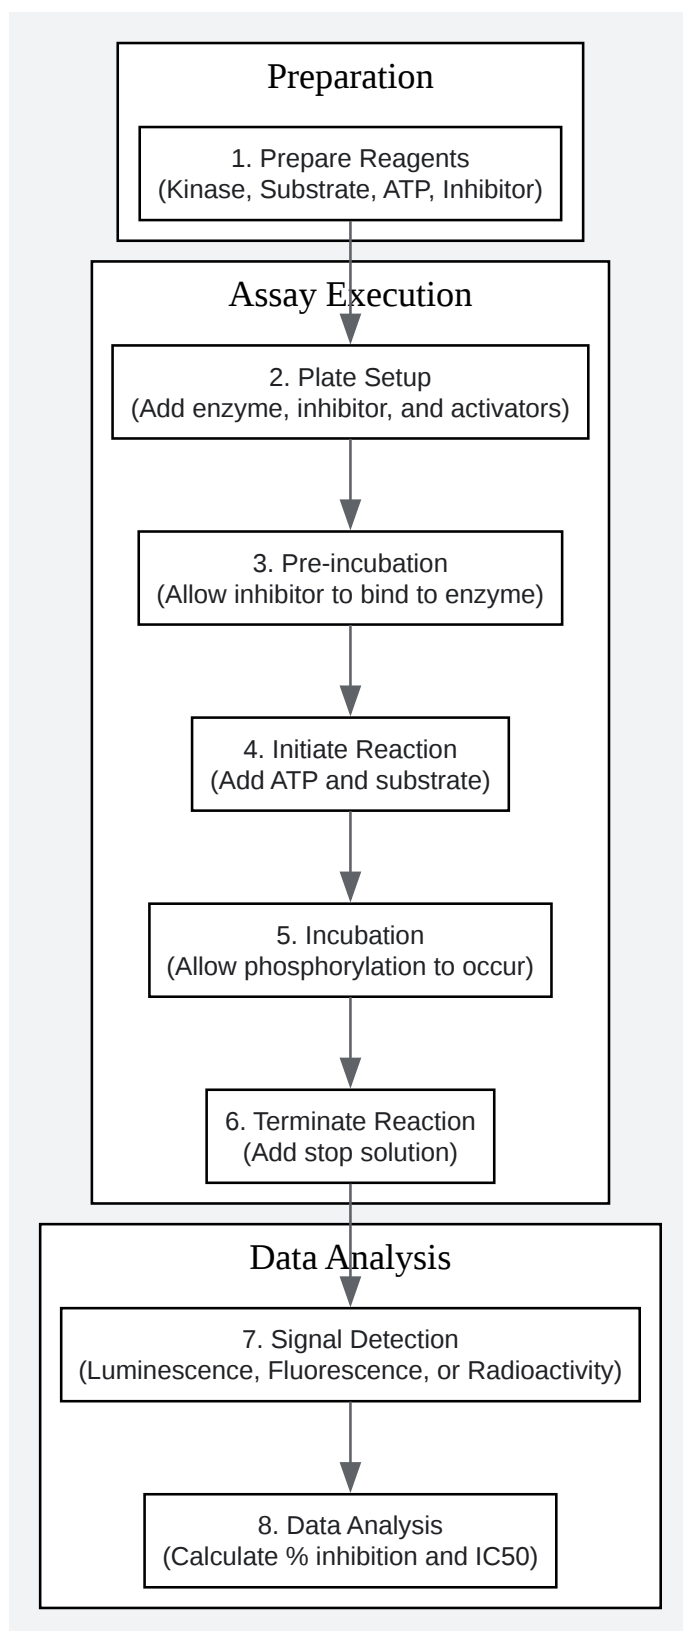 Preparation
1. Prepare Reagents
(Kinase, Substrate, ATP, Inhibitor)
Assay Execution
2. Plate Setup
(Add enzyme, inhibitor, and activators)
3. Pre-incubation
(Allow inhibitor to bind to enzyme)
4. Initiate Reaction
(Add ATP and substrate)
5. Incubation
(Allow phosphorylation to occur)
6. Terminate Reaction
(Add stop solution)
Data Analysis
7. Signal Detection
(Luminescence, Fluorescence, or Radioactivity)
8. Data Analysis
(Calculate % inhibition and IC50)